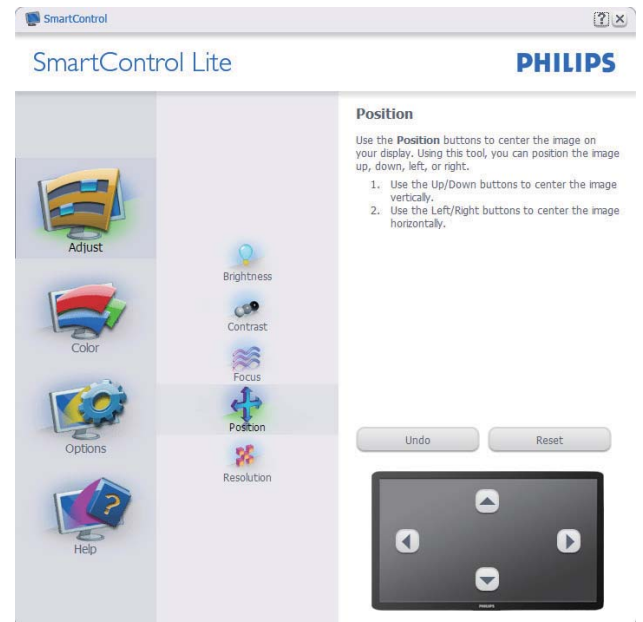 SmartControl
SmartControl Lite
PHILIPS
Adjust
Color
Options
Help
Brightness
Contrast
Focus
Position
Resolution
Position
Use the Position buttons to center the image on
your display. Using this tool, you can position the image
up, down, left, or right.
1. Use the Up/Down buttons to center the image
vertically.
2. Use the Left/Right buttons to center the image
horizontally.
Undo
Reset
PHILIPS